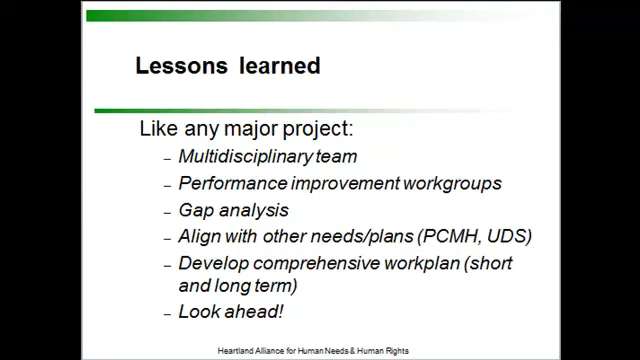 Lessons learned
Like any major project:
– Multidisciplinary team
– Performance improvement workgroups
– Gap analysis
– Align with other needs/plans (PCMH, UDS)
– Develop comprehensive workplan (short
and long term)
– Look ahead!
Heartland Alliance for Human Needs & Human Rights